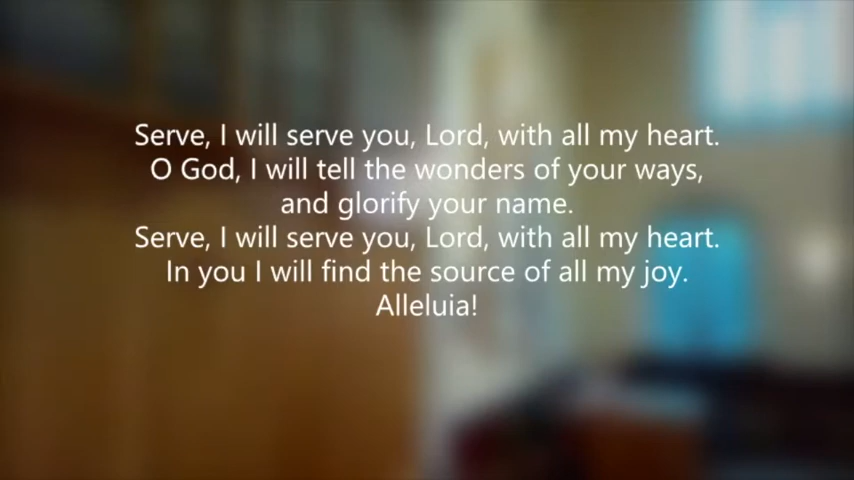 Serve, I will serve you, Lord, with all my heart.
O God, I will tell the wonders of your ways,
and glorify your name.
Serve, I will serve you, Lord, with all my heart.
In you I will find the source of all my joy.
Alleluia!